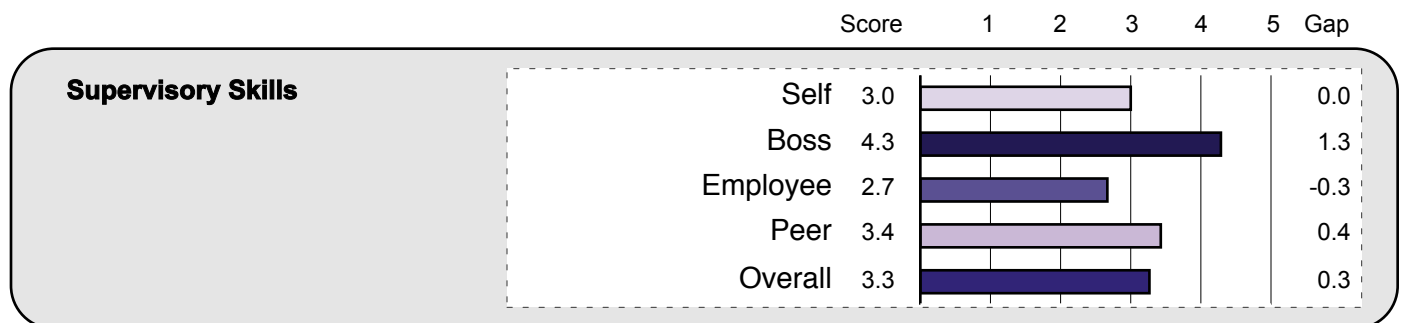 Score 1 2 3 4 5 Gap
Supervisory Skills
Self 3.0 0.0
Boss 4.3 1.3
Employee 2.7 -0.3
Peer 3.4 0.4
Overall 3.3 0.3